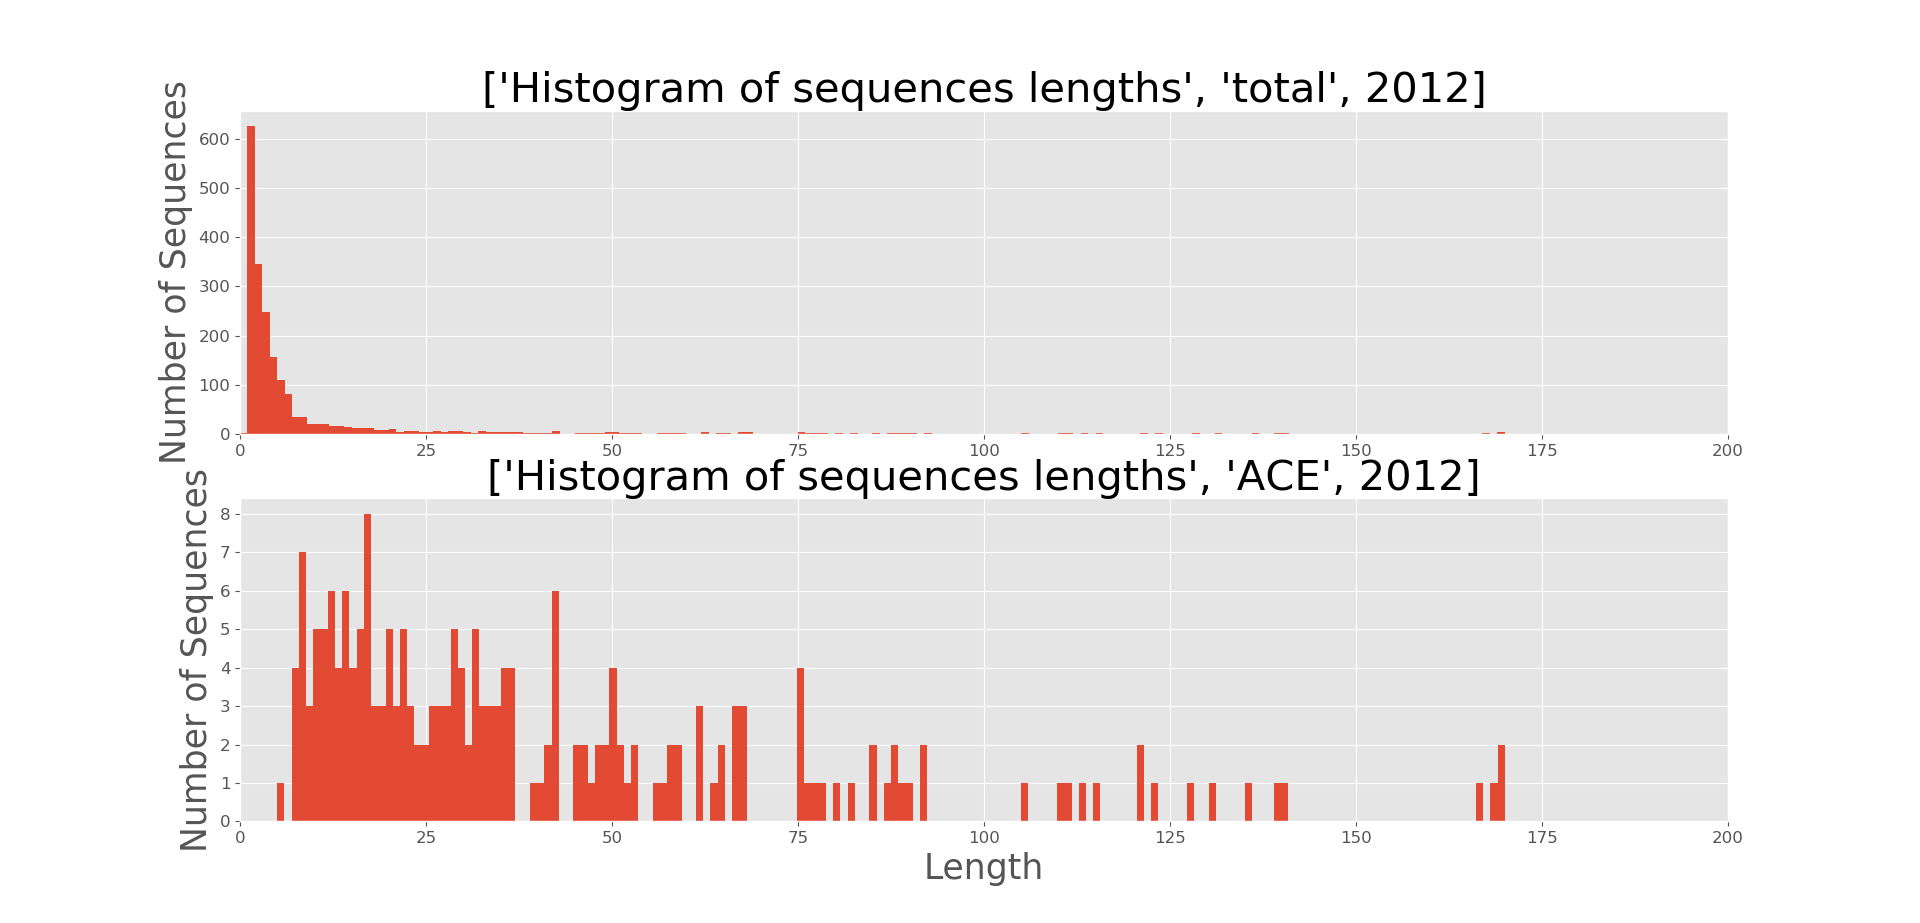 ['Histogram of sequences lengths', 'total', 2012]
Number of Sequences
600
500
400
300
200
100
0
0 25 50 75 100 125 150 175 200
['Histogram of sequences lengths', 'ACE', 2012]
Number of Sequences
8
7
6
5
4
3
2
1
0
0 25 50 75 100 125 150 175 200
Length